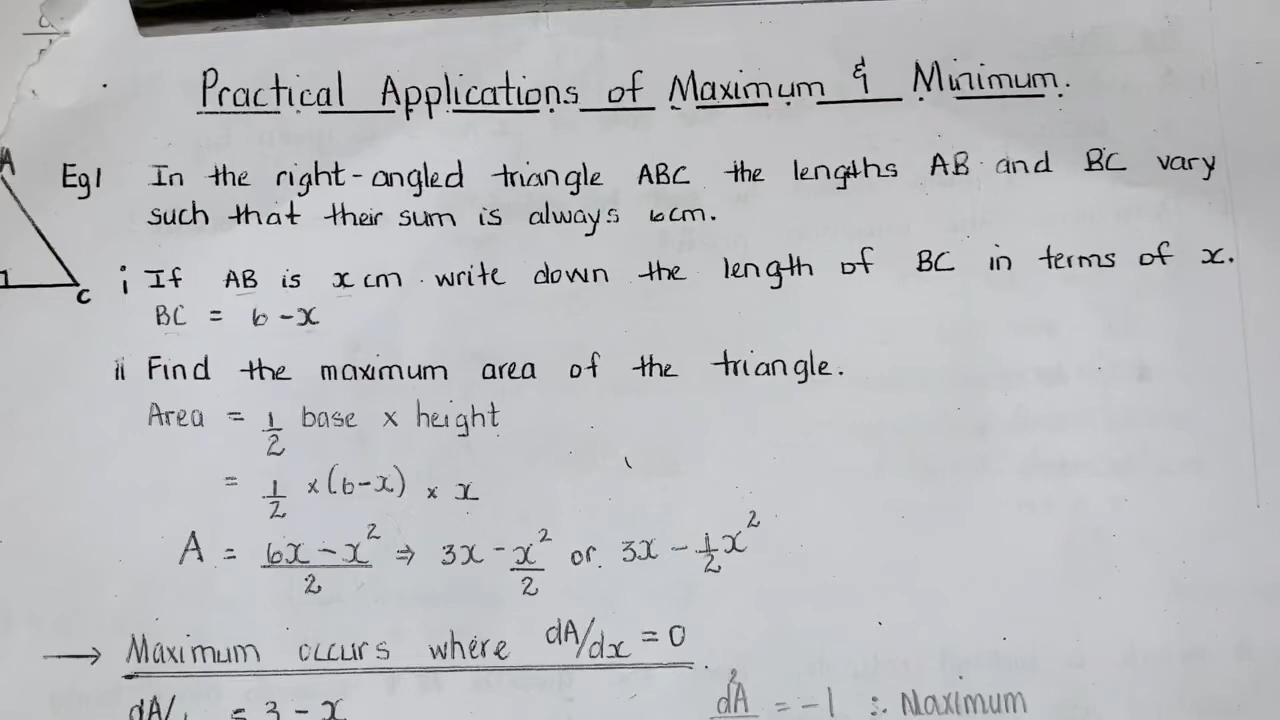 Practical Applications of Maximum & Minimum.
A
Eg1 In the right-angled triangle ABC the lengths AB and BC vary
such that their sum is always 6cm.
C
i If AB is x cm write down the length of BC in terms of x.
BC = 6 - x
ii Find the maximum area of the triangle.
Area = 1/2 base × height
= 1/2 × (6-x) × x
A = (6x - x²)/2 ⇒ 3x - x²/2 or 3x - 1/2 x²
→ Maximum occurs where dA/dx = 0.
dA/ = 3 - x
d²A = -1 ∴ Maximum